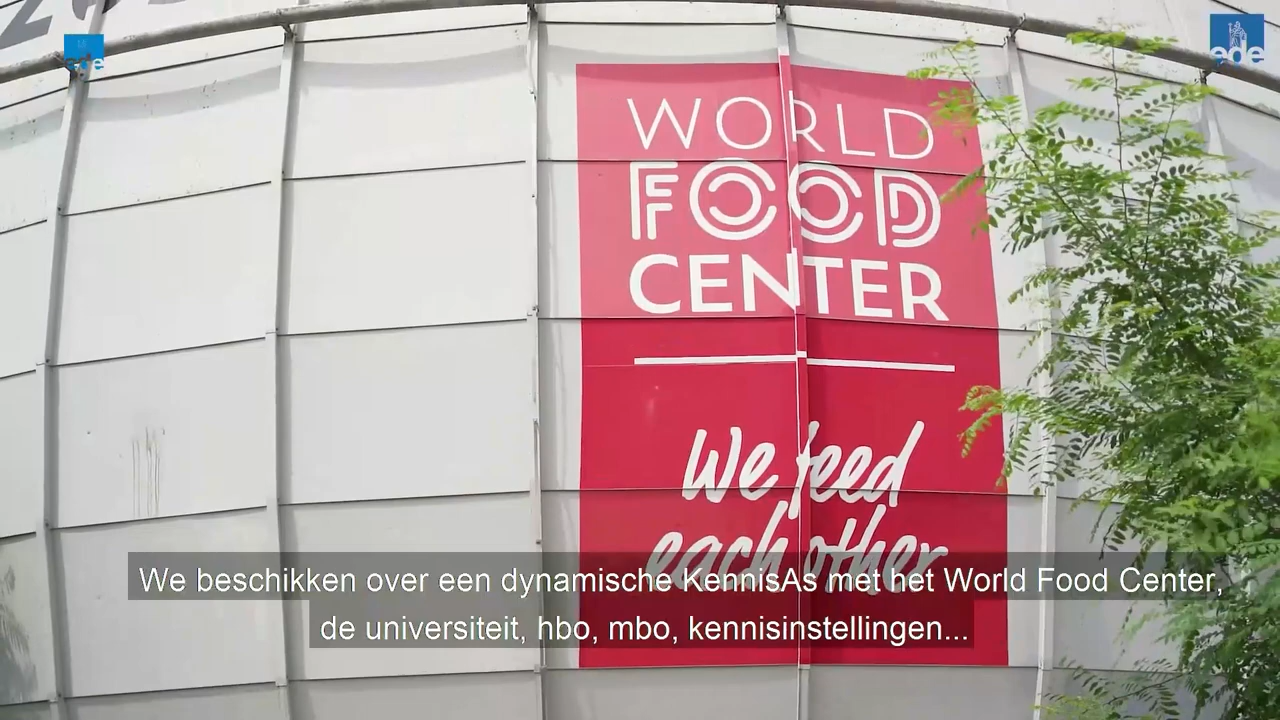 ede
ede
WORLD
FOOD
CENTER
We feed
each other
We beschikken over een dynamische KennisAs met het World Food Center,
de universiteit, hbo, mbo, kennisinstellingen...